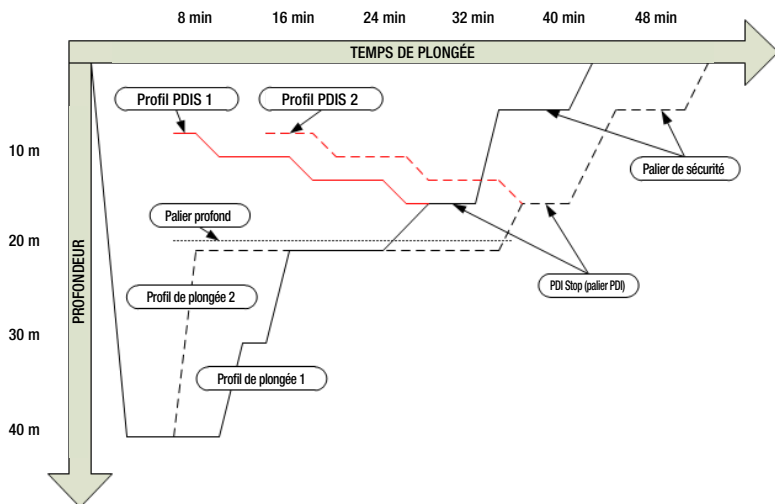 8 min 16 min 24 min 32 min 40 min 48 min
TEMPS DE PLONGÉE
Profil PDIS 1 Profil PDIS 2
10 m
Palier de sécurité
Palier profond
20 m
PDI Stop (palier PDI)
Profil de plongée 2
PROFONDEUR
30 m
Profil de plongée 1
40 m